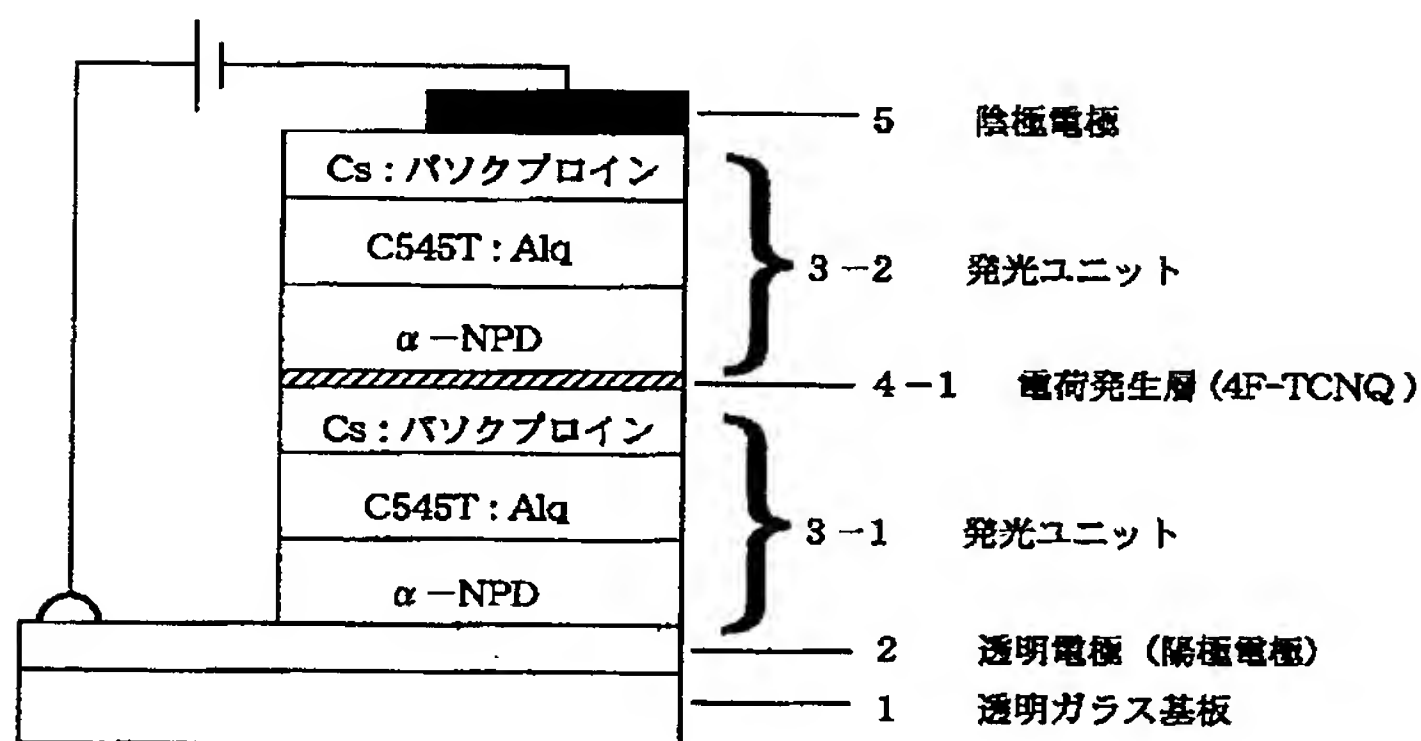 5 陰極電極
Cs：バソクプロイン
C545T：Alq
3－2 発光ユニット
α－NPD
4－1 電荷発生層 (4F-TCNQ)
Cs：バソクプロイン
C545T：Alq
3－1 発光ユニット
α－NPD
2 透明電極（陽極電極）
1 透明ガラス基板